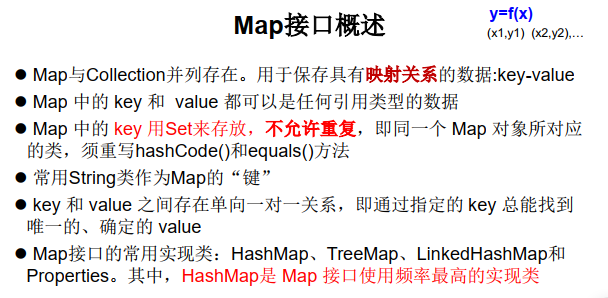 Map接口概述
y=f(x)
(x1,y1) (x2,y2),…
● Map与Collection并列存在。用于保存具有映射关系的数据:key-value
● Map 中的 key 和 value 都可以是任何引用类型的数据
● Map 中的 key 用Set来存放，不允许重复，即同一个 Map 对象所对应
的类，须重写hashCode()和equals()方法
● 常用String类作为Map的“键”
● key 和 value 之间存在单向一对一关系，即通过指定的 key 总能找到
唯一的、确定的 value
● Map接口的常用实现类：HashMap、TreeMap、LinkedHashMap和
Properties。其中，HashMap是 Map 接口使用频率最高的实现类